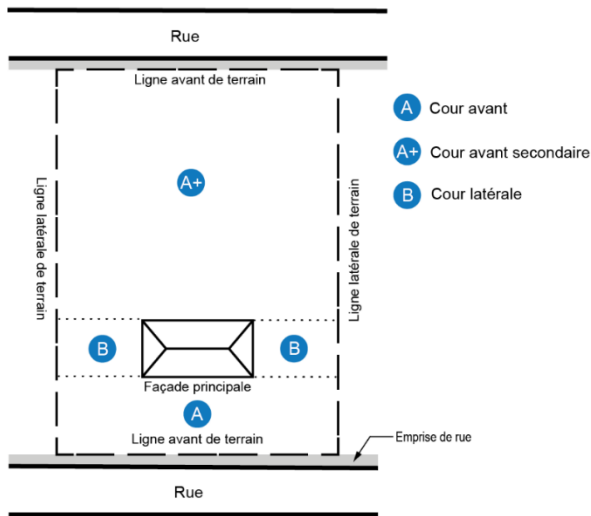 Rue
Ligne avant de terrain
A Cour avant
A+ Cour avant secondaire
B Cour latérale
A+
Ligne latérale de terrain
Ligne latérale de terrain
B
B
Façade principale
A
Ligne avant de terrain
Emprise de rue
Rue